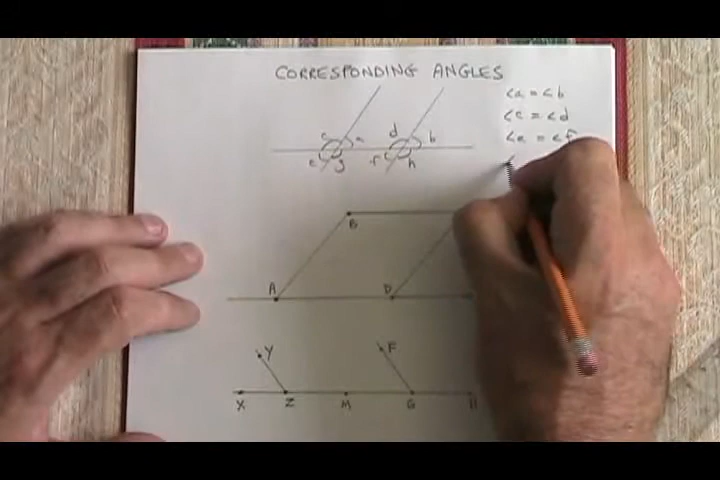 CORRESPONDING ANGLES
<a = <b
<c = <d
<e = <f
c a d b
e g f h
B
A D
Y F
X Z M G H